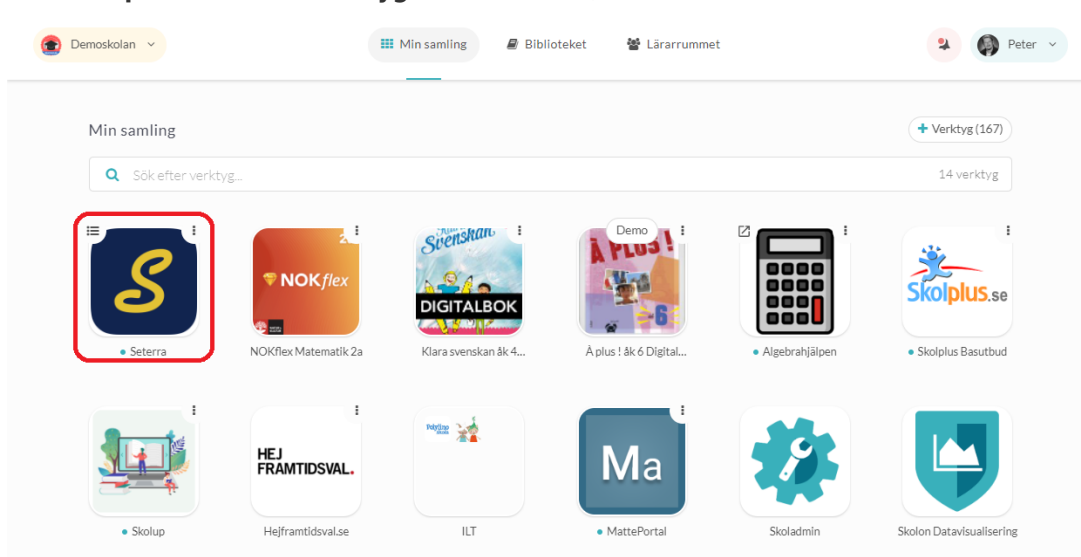 Demoskolan
Min samling
Biblioteket
Lärarrummet
Peter
Min samling
+ Verktyg (167)
Sök efter verktyg...
14 verktyg
S
NOKflex
Svenskan
DIGITALBOK
Demo
À PLUS !
6
Skolplus.se
Seterra
NOKflex Matematik 2a
Klara svenskan åk 4...
À plus ! åk 6 Digital...
Algebrahjälpen
Skolplus Basutbud
HEJ
FRAMTIDSVAL.
Ma
Skolup
Hejframtidsval.se
ILT
MattePortal
Skoladmin
Skolon Datavisualisering